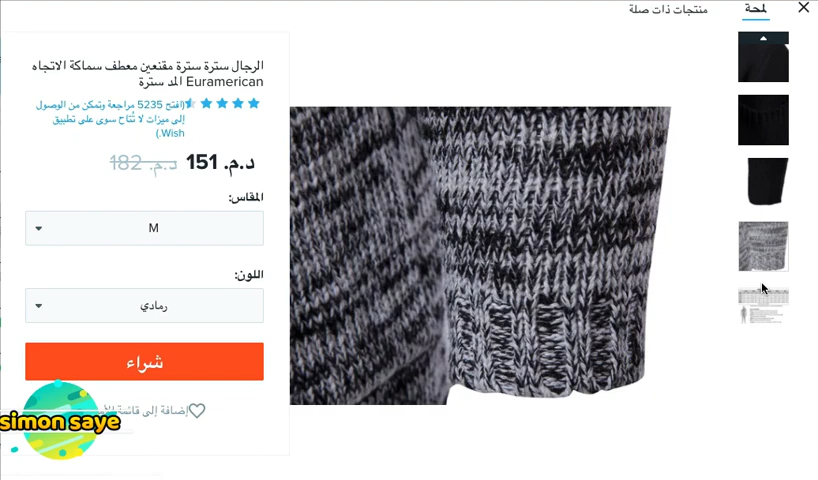 لمحة
منتجات ذات صلة
الرجال سترة سترة مقنعين معطف سماكة الاتجاه
Euramerican المد سترة
(افتح 5235 مراجعة وتمكن من الوصول
إلى ميزات لا تُتاح سوى على تطبيق
Wish.)
د.م. 151 د.م. 182
المقاس:
M
اللون:
رمادي
شراء
إضافة إلى قائمة
simon saye